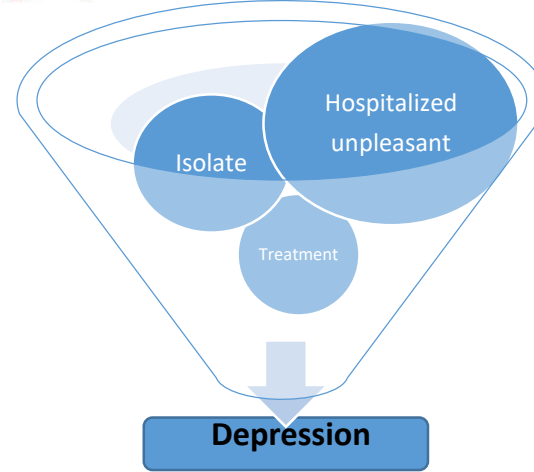 Hospitalized
unpleasant
Isolate
Treatment
Depression